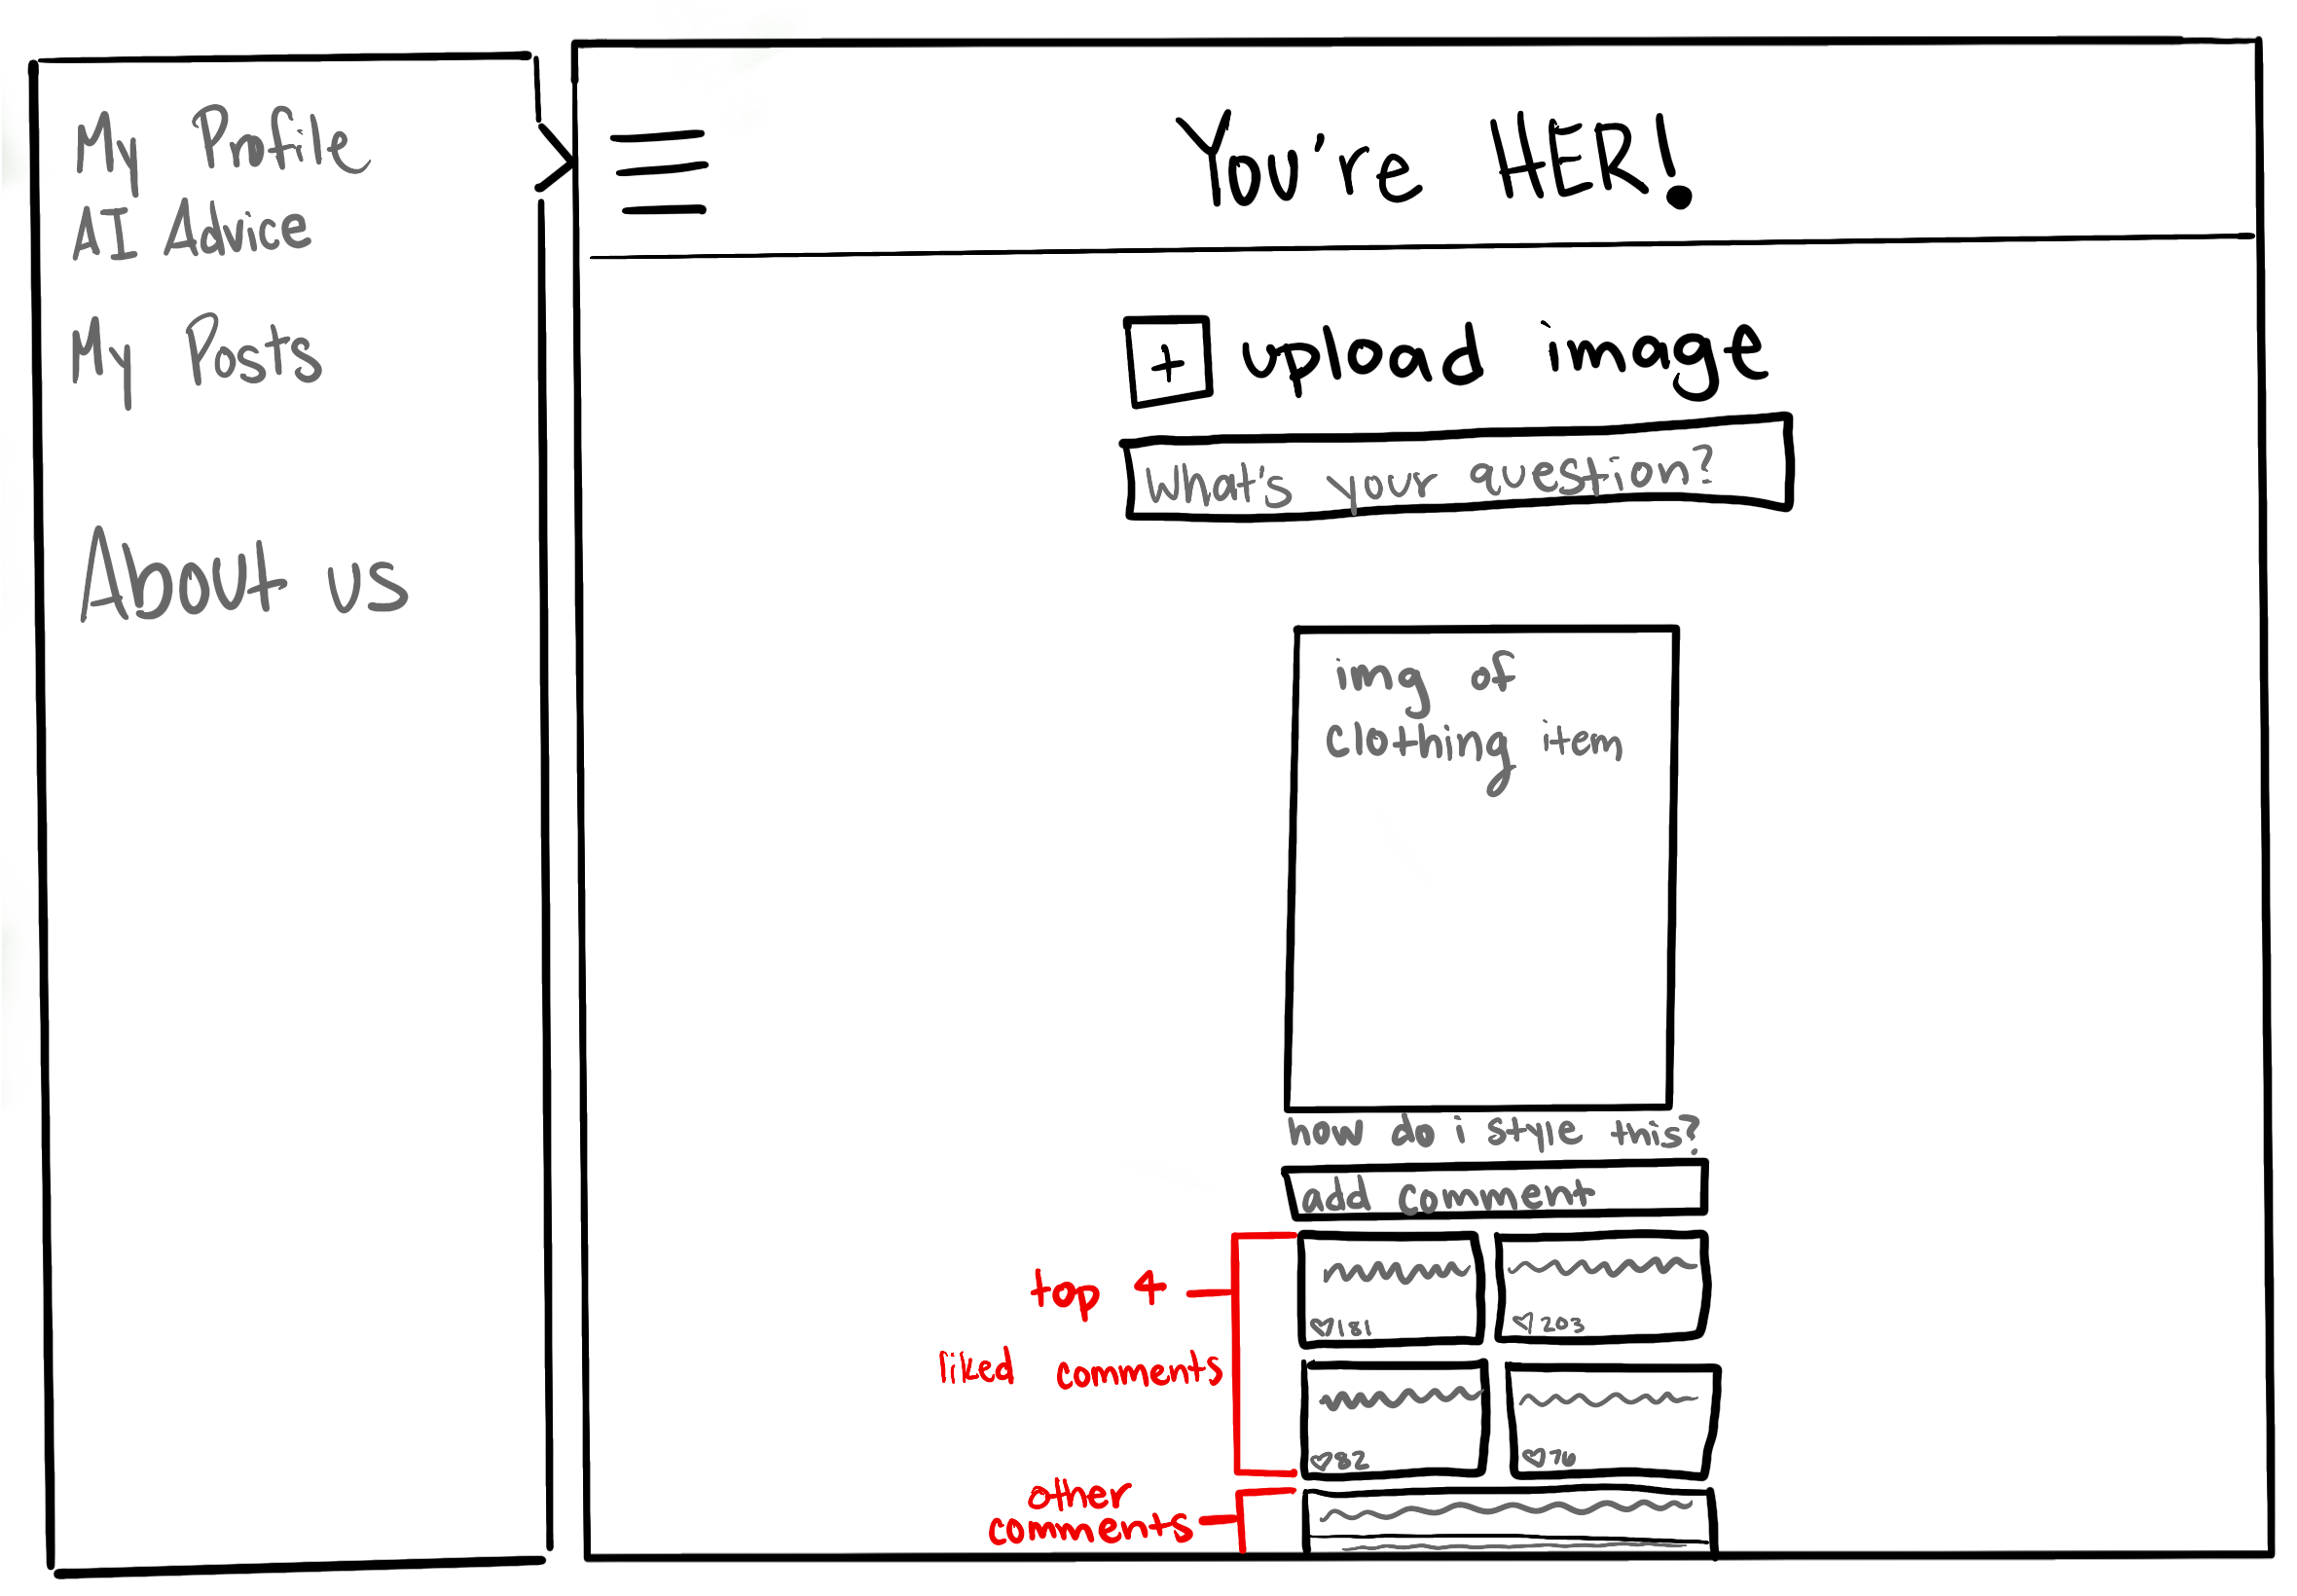 My Profile
AI Advice
My Posts
About us
You're HER!
+ upload image
What's your question?
img of
clothing item
how do i style this?
add comment
top 4
liked comments
♡181
♡203
♡82
♡76
other
comments